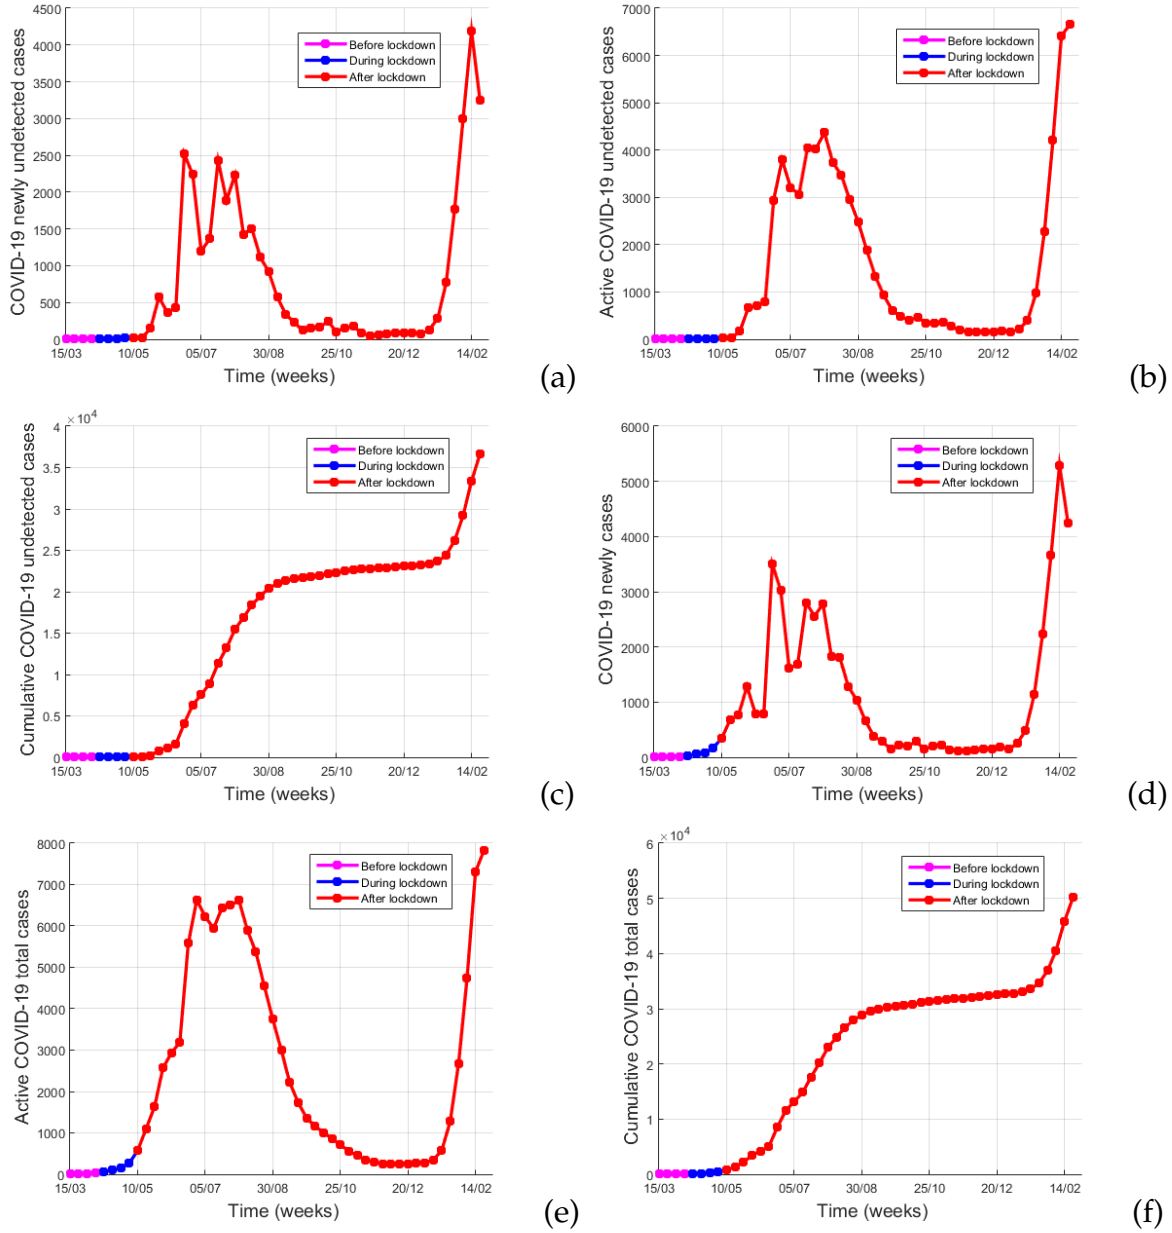 COVID-19 newly undetected cases
4500
4000
3500
3000
2500
2000
1500
1000
500
0
Before lockdown
During lockdown
After lockdown
15/03 10/05 05/07 30/08 25/10 20/12 14/02
Time (weeks)
(a)
Active COVID-19 undetected cases
7000
6000
5000
4000
3000
2000
1000
0
Before lockdown
During lockdown
After lockdown
15/03 10/05 05/07 30/08 25/10 20/12 14/02
Time (weeks)
(b)
Cumulative COVID-19 undetected cases
× 10^4
4
3.5
3
2.5
2
1.5
1
0.5
0
Before lockdown
During lockdown
After lockdown
15/03 10/05 05/07 30/08 25/10 20/12 14/02
Time (weeks)
(c)
COVID-19 newly cases
6000
5000
4000
3000
2000
1000
0
Before lockdown
During lockdown
After lockdown
15/03 10/05 05/07 30/08 25/10 20/12 14/02
Time (weeks)
(d)
Active COVID-19 total cases
8000
7000
6000
5000
4000
3000
2000
1000
0
Before lockdown
During lockdown
After lockdown
15/03 10/05 05/07 30/08 25/10 20/12 14/02
Time (weeks)
(e)
Cumulative COVID-19 total cases
× 10^4
6
5
4
3
2
1
0
Before lockdown
During lockdown
After lockdown
15/03 10/05 05/07 30/08 25/10 20/12 14/02
Time (weeks)
(f)